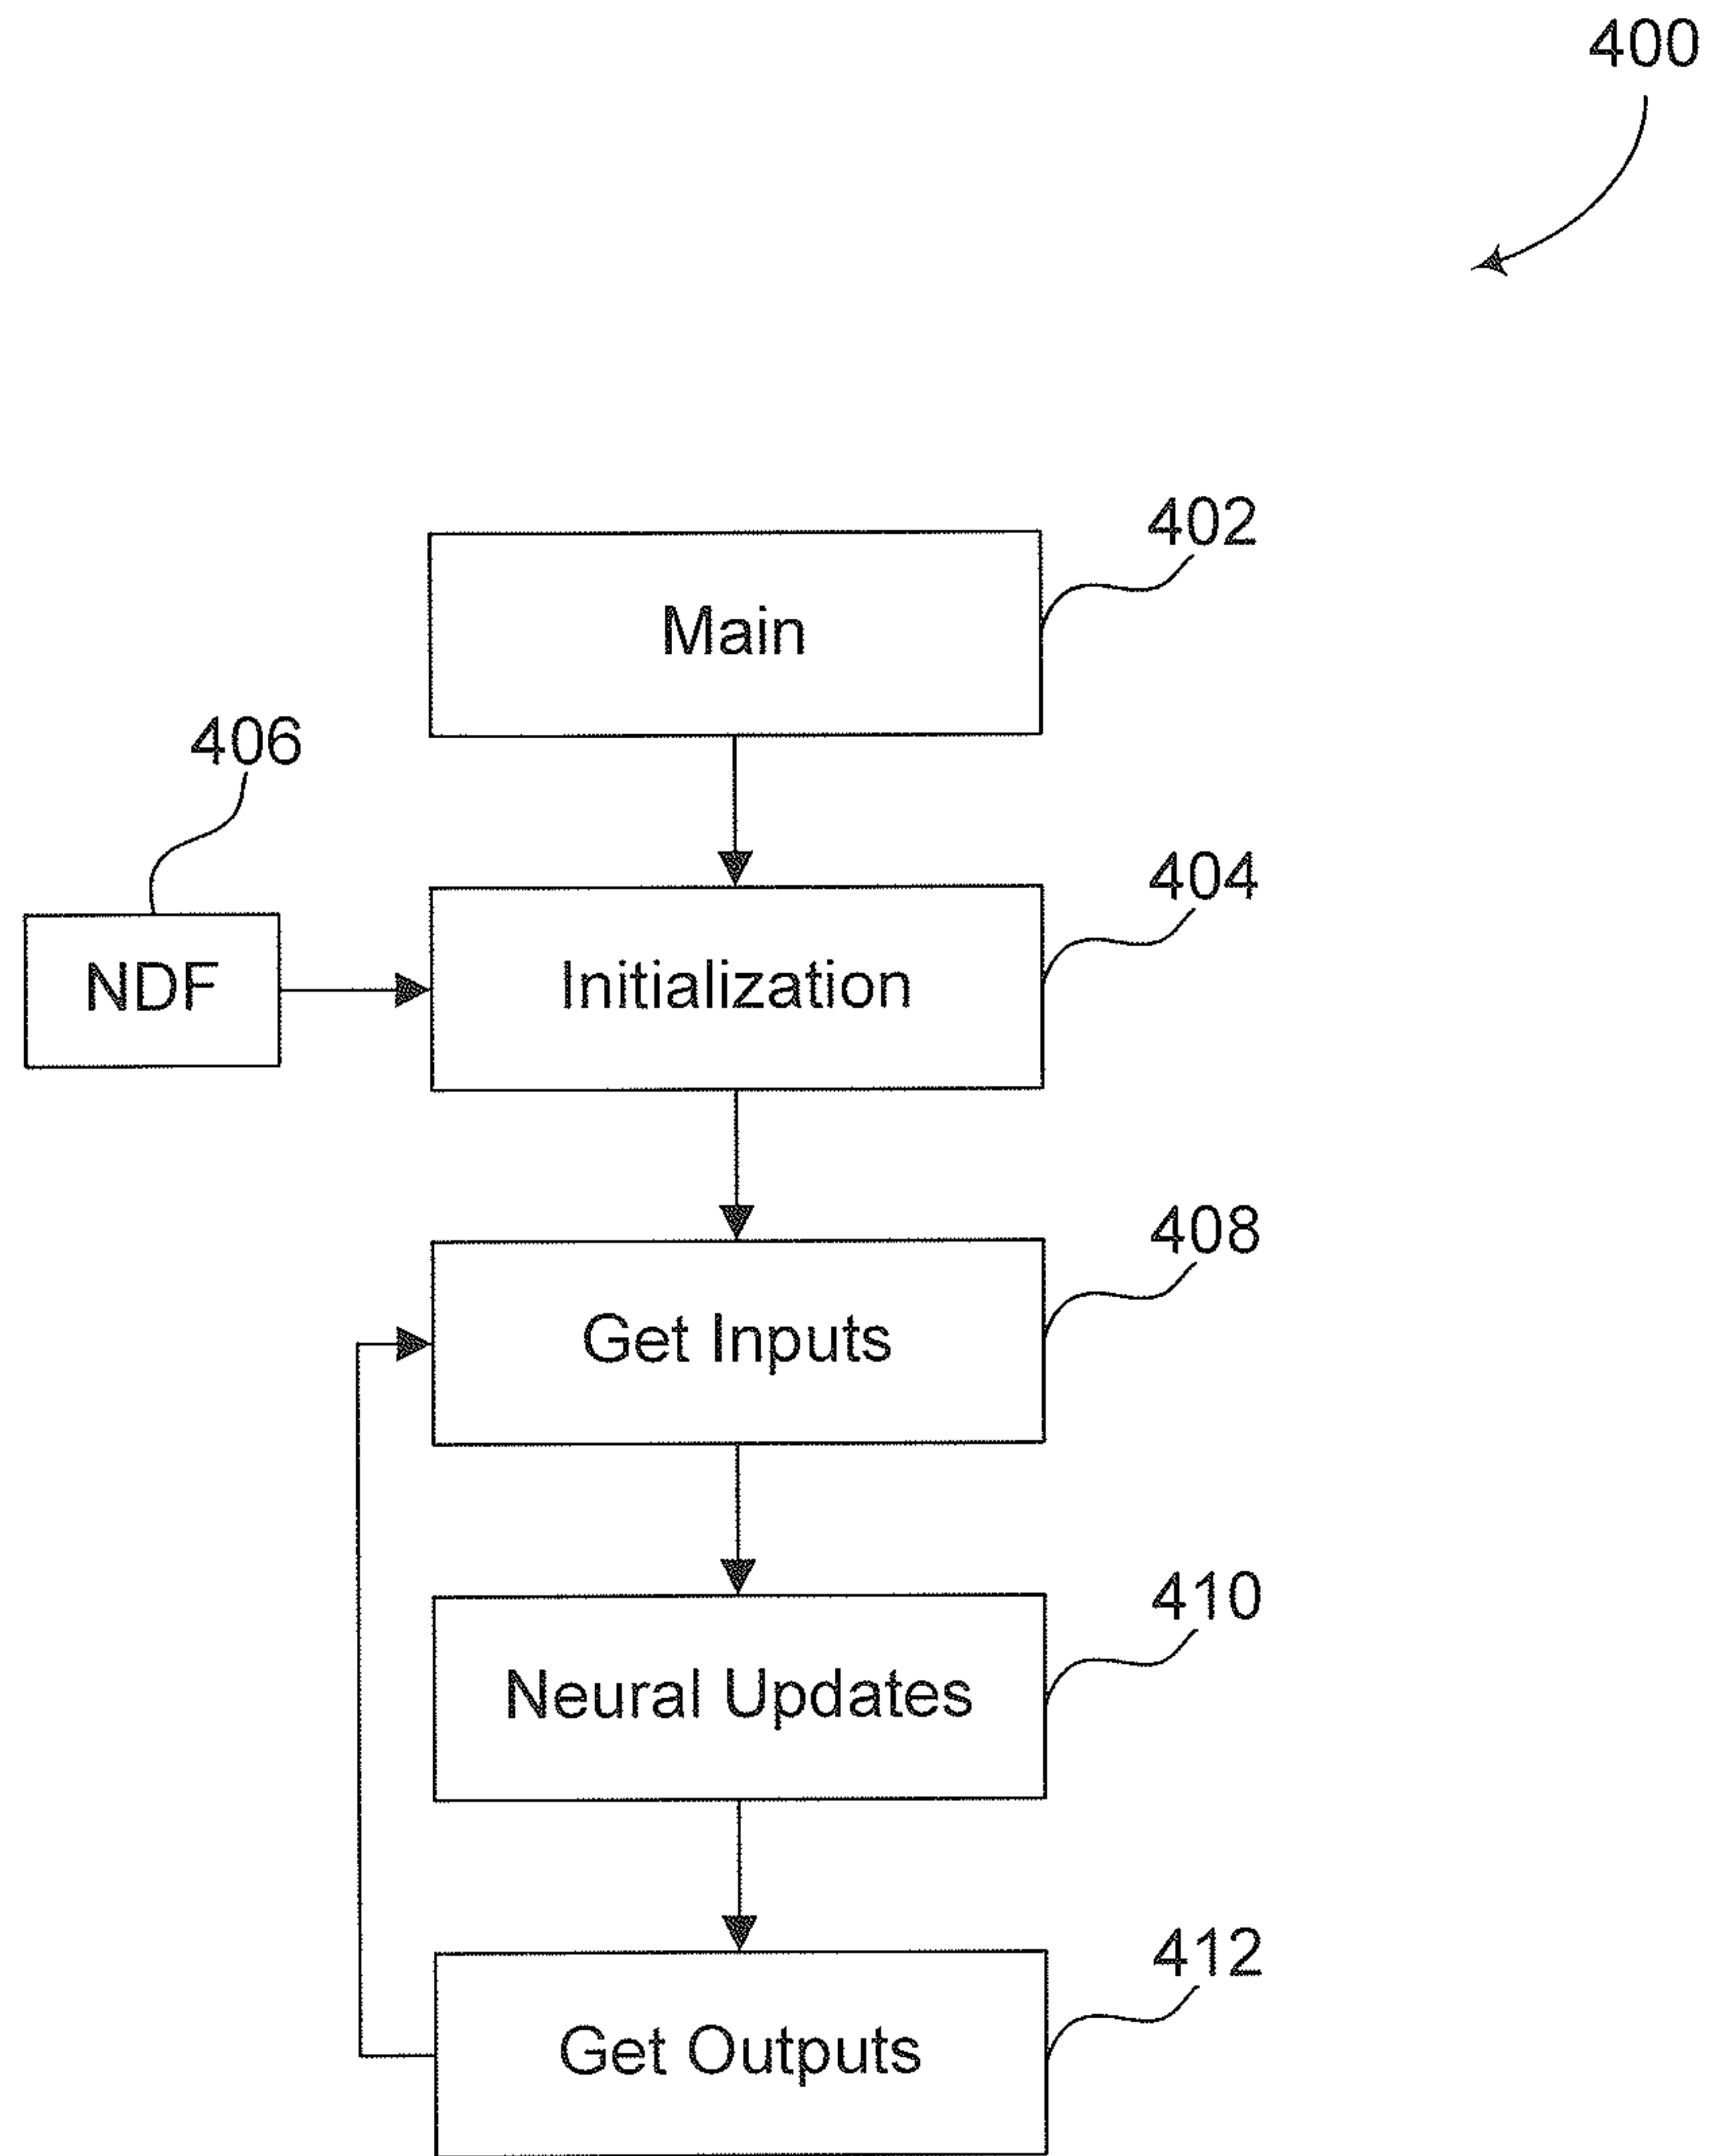 400
402
Main
406
404
NDF
Initialization
408
Get Inputs
410
Neural Updates
412
Get Outputs